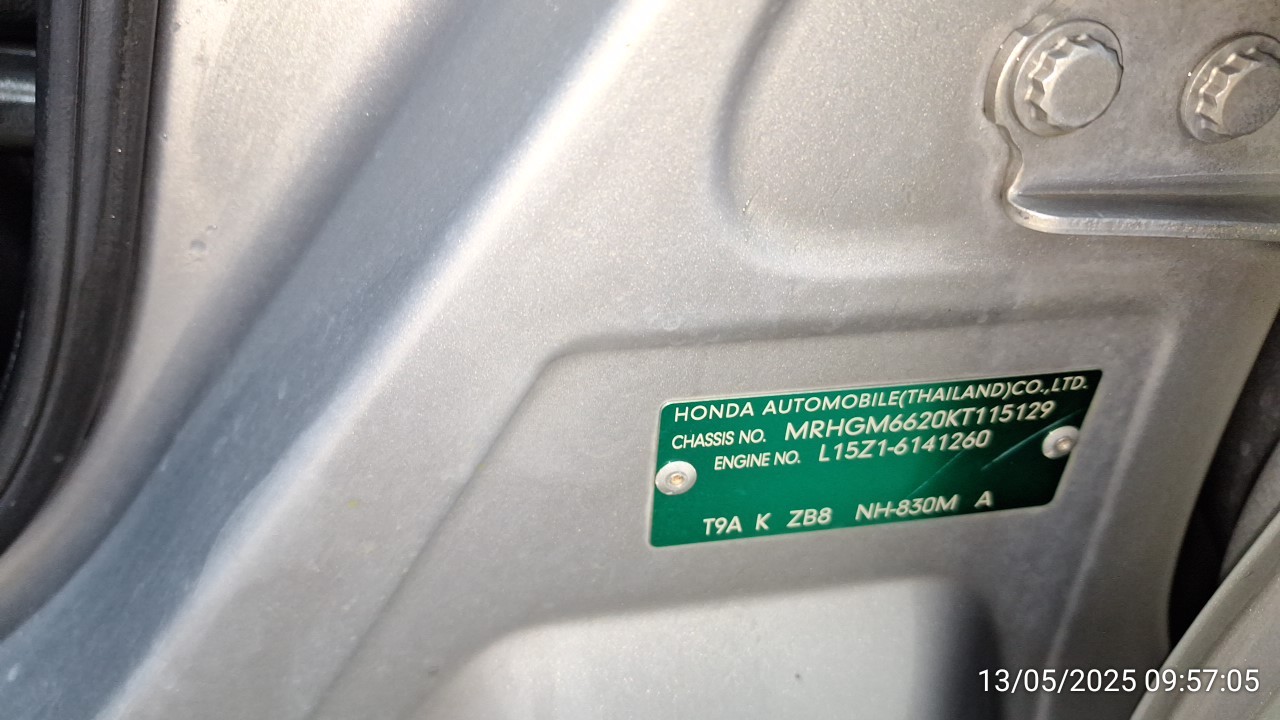 HONDA AUTOMOBILE(THAILAND)CO.,LTD.
CHASSIS NO. MRHGM6620KT115129
ENGINE NO. L15Z1-6141260
T9A K ZB8 NH-830M A
13/05/2025 09:57:05